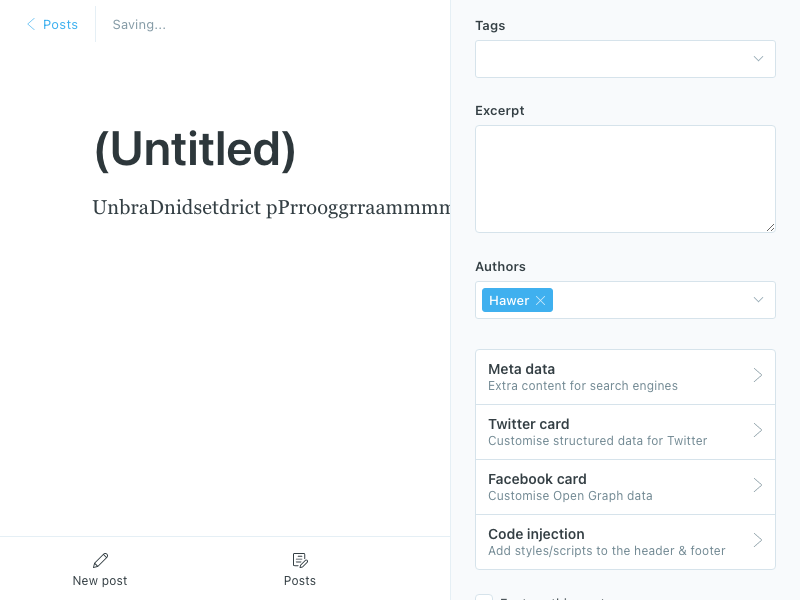 Posts
Saving...
(Untitled)
UnbraDnidsetdrict pPrrooggrraammmm
New post
Posts
Tags
Excerpt
Authors
Hawer
Meta data
Extra content for search engines
Twitter card
Customise structured data for Twitter
Facebook card
Customise Open Graph data
Code injection
Add styles/scripts to the header & footer